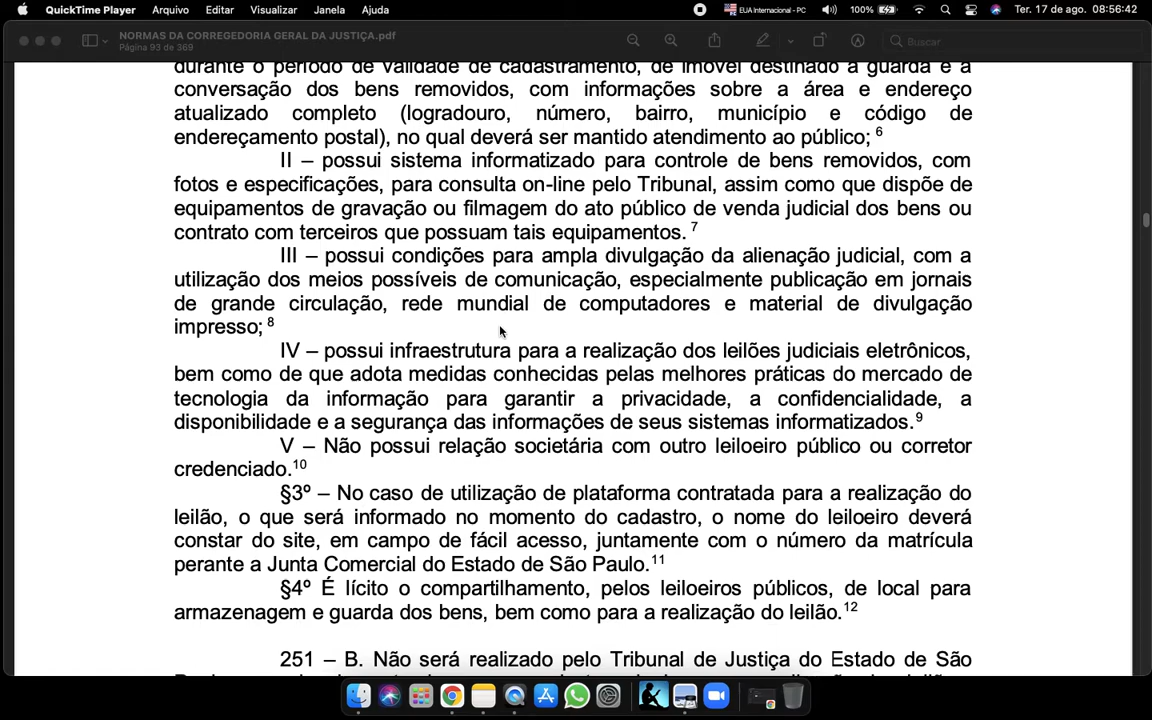 QuickTime Player Arquivo Editar Visualizar Janela Ajuda EUA Internacional - PC 100% Ter. 17 de ago. 08:56:42
NORMAS DA CORREGEDORIA GERAL DA JUSTIÇA.pdf
Página 93 de 369
Buscar
durante o período de validade de cadastramento, de imóvel destinado à guarda e à
conversação dos bens removidos, com informações sobre a área e endereço
atualizado completo (logradouro, número, bairro, município e código de
endereçamento postal), no qual deverá ser mantido atendimento ao público; 6
II – possui sistema informatizado para controle de bens removidos, com
fotos e especificações, para consulta on-line pelo Tribunal, assim como que dispõe de
equipamentos de gravação ou filmagem do ato público de venda judicial dos bens ou
contrato com terceiros que possuam tais equipamentos. 7
III – possui condições para ampla divulgação da alienação judicial, com a
utilização dos meios possíveis de comunicação, especialmente publicação em jornais
de grande circulação, rede mundial de computadores e material de divulgação
impresso; 8
IV – possui infraestrutura para a realização dos leilões judiciais eletrônicos,
bem como de que adota medidas conhecidas pelas melhores práticas do mercado de
tecnologia da informação para garantir a privacidade, a confidencialidade, a
disponibilidade e a segurança das informações de seus sistemas informatizados.9
V – Não possui relação societária com outro leiloeiro público ou corretor
credenciado.10
§3º – No caso de utilização de plataforma contratada para a realização do
leilão, o que será informado no momento do cadastro, o nome do leiloeiro deverá
constar do site, em campo de fácil acesso, juntamente com o número da matrícula
perante a Junta Comercial do Estado de São Paulo.11
§4º É lícito o compartilhamento, pelos leiloeiros públicos, de local para
armazenagem e guarda dos bens, bem como para a realização do leilão.12
251 – B. Não será realizado pelo Tribunal de Justiça do Estado de São